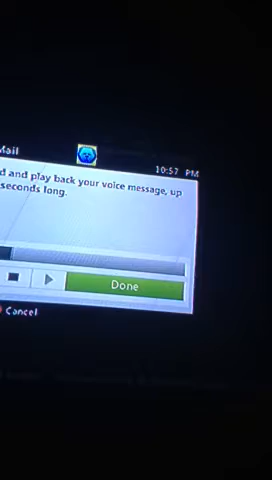 Mail
10:57 PM
d and play back your voice message, up
seconds long.
Done
Cancel